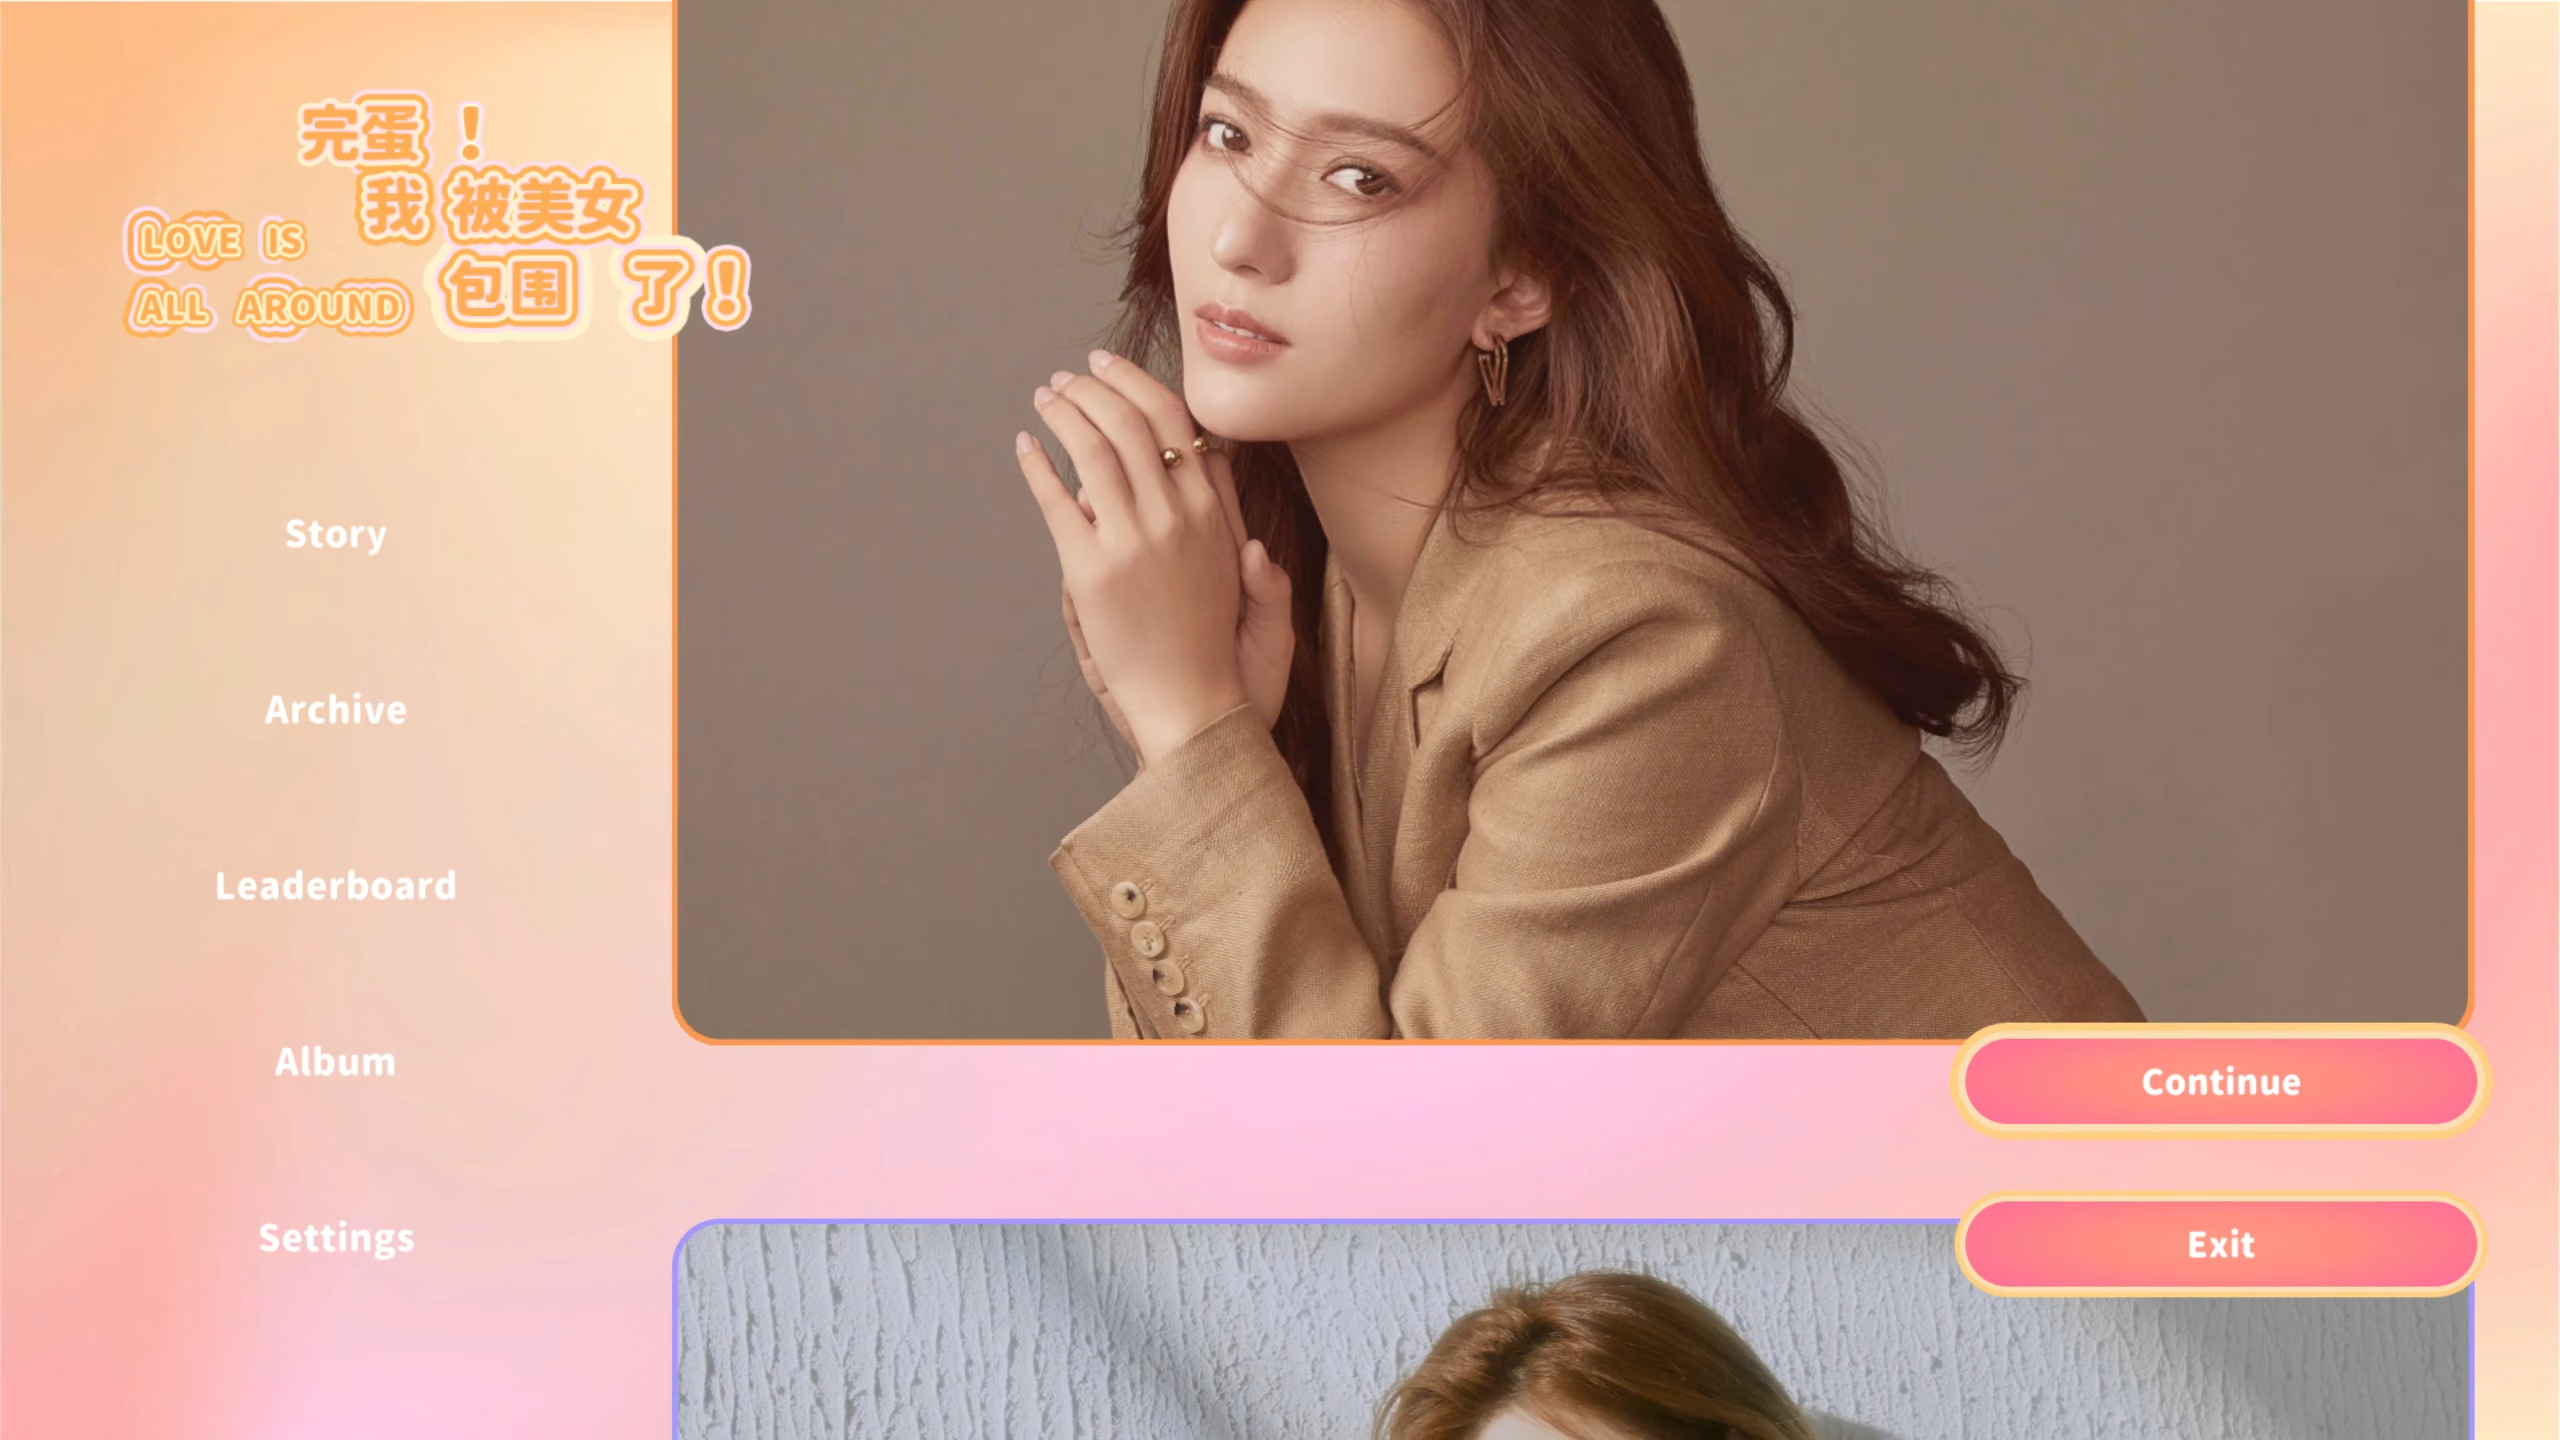 完蛋！
我被美女
包围了！
LOVE IS
ALL AROUND
Story
Archive
Leaderboard
Album
Settings
Continue
Exit